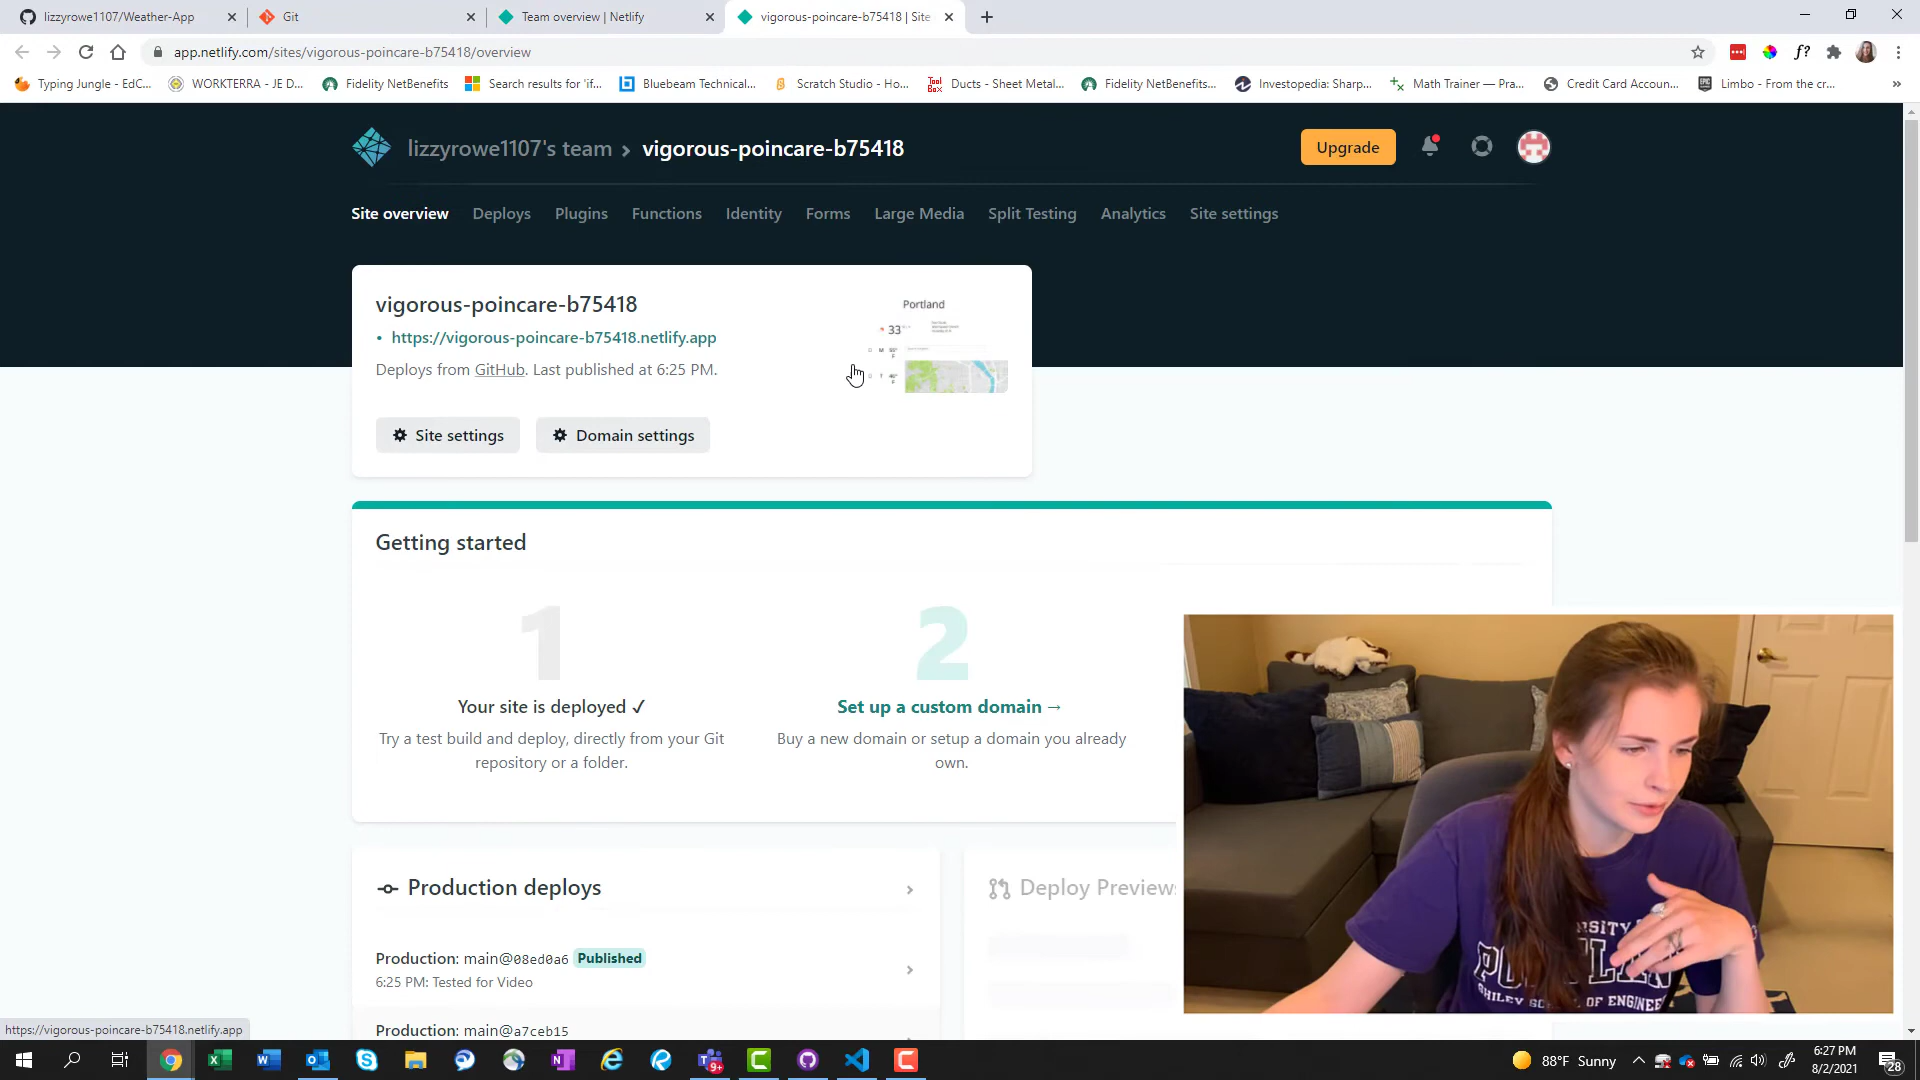 lizzyrowe1107/Weather-App
Git
Team overview | Netlify
vigorous-poincare-b75418 | Site
app.netlify.com/sites/vigorous-poincare-b75418/overview
Typing Jungle - EdC...
WORKTERRA - JE D...
Fidelity NetBenefits
Search results for 'if...
Bluebeam Technical...
Scratch Studio - Ho...
Ducts - Sheet Metal...
Fidelity NetBenefits...
Investopedia: Sharp...
Math Trainer — Pra...
Credit Card Accoun...
Limbo - From the cr...
lizzyrowe1107's team > vigorous-poincare-b75418
Upgrade
Site overview
Deploys
Plugins
Functions
Identity
Forms
Large Media
Split Testing
Analytics
Site settings
vigorous-poincare-b75418
• https://vigorous-poincare-b75418.netlify.app
Deploys from GitHub. Last published at 6:25 PM.
Portland
33
Site settings
Domain settings
Getting started
1
2
Your site is deployed ✓
Set up a custom domain →
Try a test build and deploy, directly from your Git
repository or a folder.
Buy a new domain or setup a domain you already
own.
Production deploys
Deploy Previews
Production: main@08ed0a6 Published
6:25 PM: Tested for Video
Production: main@a7ceb15
https://vigorous-poincare-b75418.netlify.app
OF ENGINEE
88°F Sunny
6:27 PM
8/2/2021
28